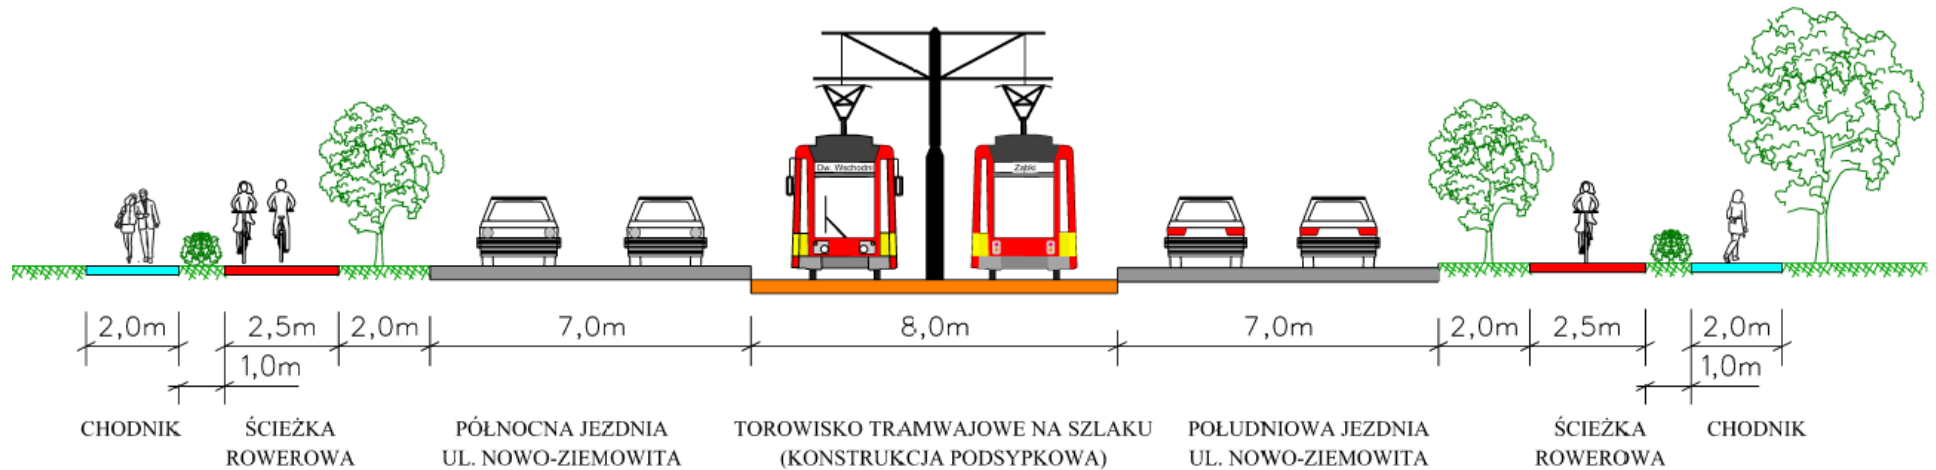 Dw. Wschodni
Ząbki
2,0m
2,5m
2,0m
7,0m
8,0m
7,0m
2,0m
2,5m
2,0m
1,0m
1,0m
CHODNIK
ŚCIEŻKA
ROWEROWA
PÓŁNOCNA JEZDNIA
UL. NOWO-ZIEMOWITA
TOROWISKO TRAMWAJOWE NA SZLAKU
(KONSTRUKCJA PODSYPKOWA)
POŁUDNIOWA JEZDNIA
UL. NOWO-ZIEMOWITA
ŚCIEŻKA
ROWEROWA
CHODNIK